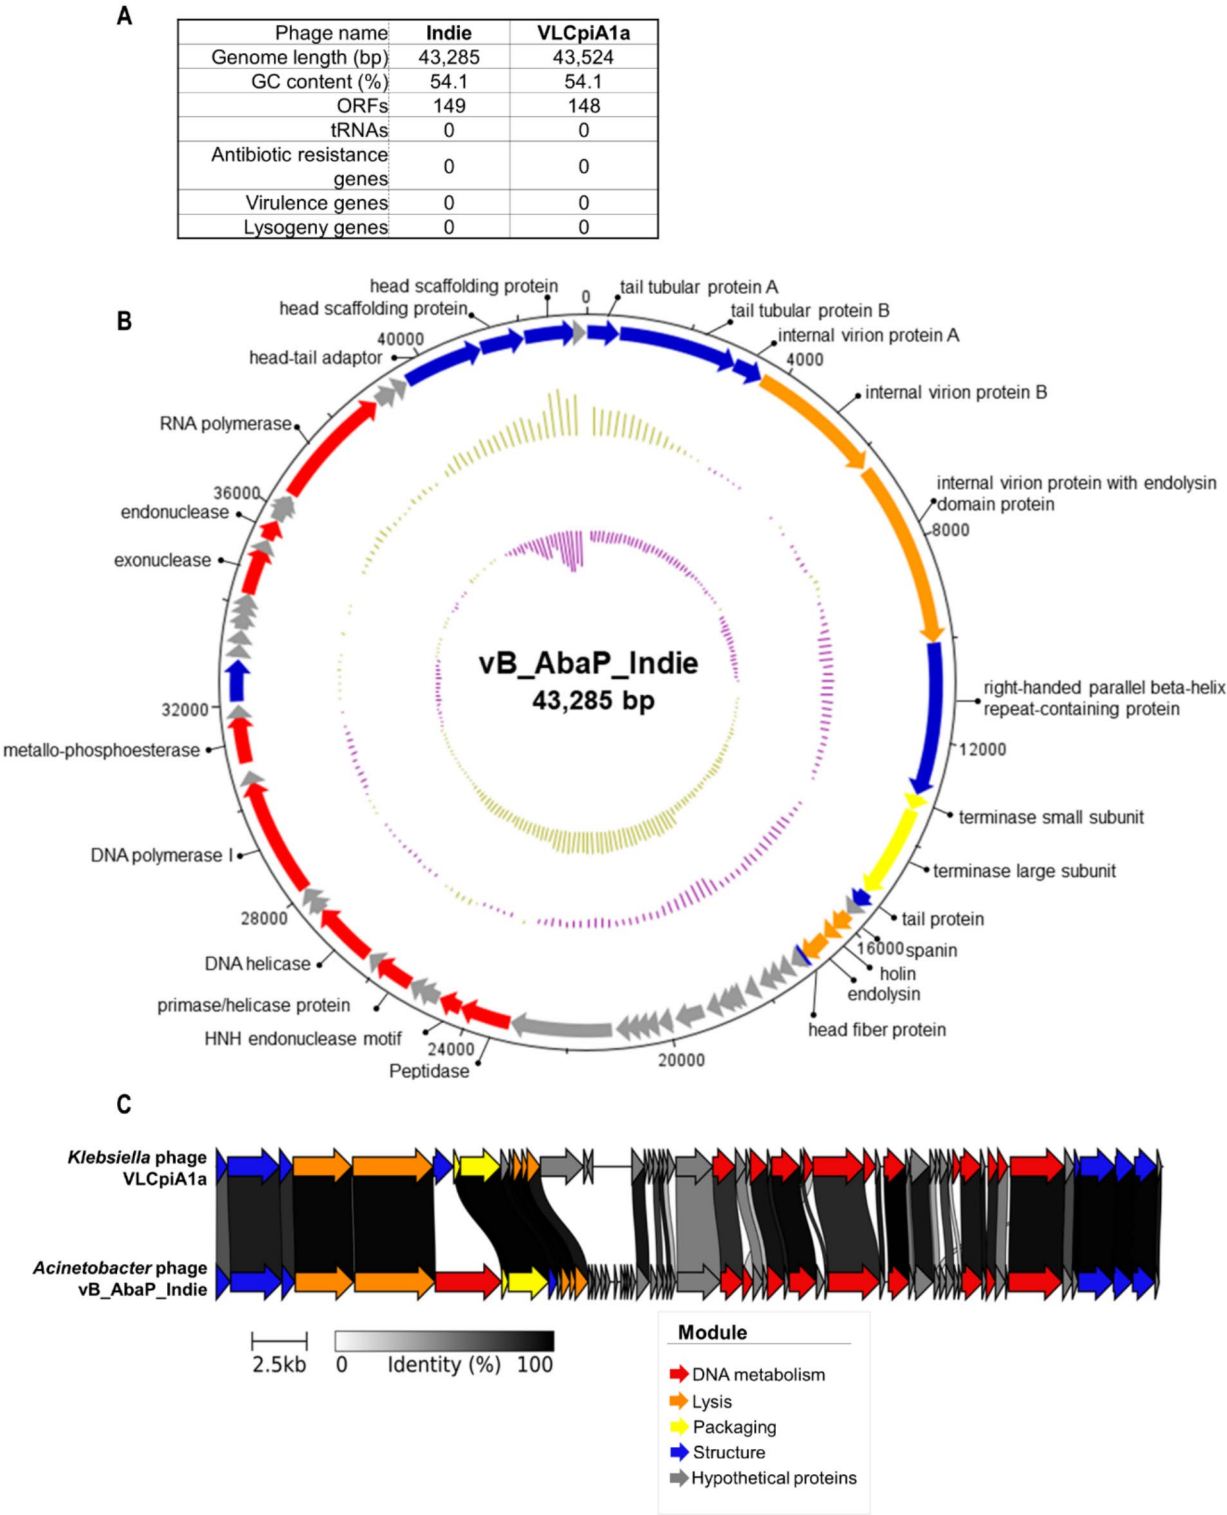 A
Phage name Indie VLCpiA1a
Genome length (bp) 43,285 43,524
GC content (%) 54.1 54.1
ORFs 149 148
tRNAs 0 0
Antibiotic resistance
genes 0 0
Virulence genes 0 0
Lysogeny genes 0 0
B
head scaffolding protein
head scaffolding protein
head-tail adaptor
40000
0
tail tubular protein A
tail tubular protein B
internal virion protein A
4000
internal virion protein B
internal virion protein with endolysin
domain protein
8000
right-handed parallel beta-helix
repeat-containing protein
12000
terminase small subunit
terminase large subunit
tail protein
16000
spanin
holin
endolysin
head fiber protein
20000
Peptidase
24000
HNH endonuclease motif
primase/helicase protein
DNA helicase
28000
DNA polymerase I
metallo-phosphoesterase
32000
exonuclease
endonuclease
36000
RNA polymerase
vB_AbaP_Indie
43,285 bp
C
Klebsiella phage
VLCpiA1a
Acinetobacter phage
vB_AbaP_Indie
2.5kb
0 Identity (%) 100
Module
DNA metabolism
Lysis
Packaging
Structure
Hypothetical proteins